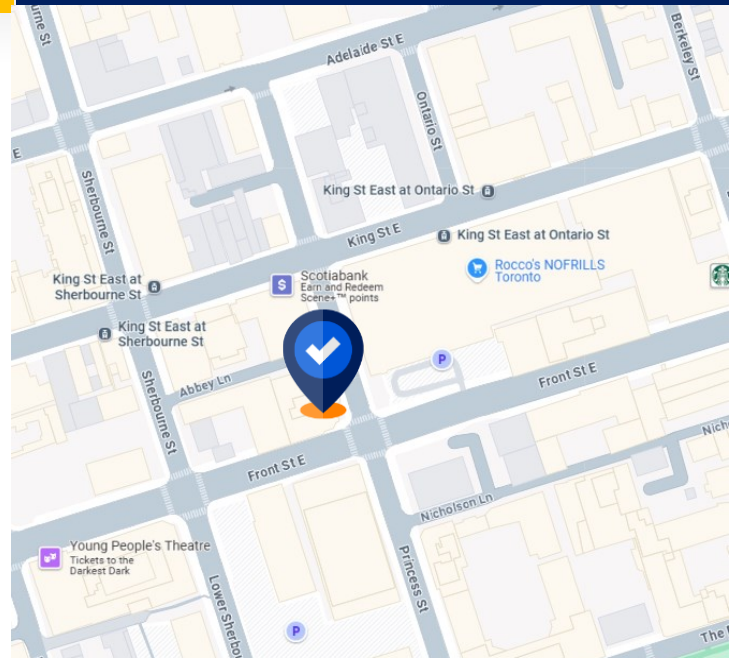 Adelaide St E
Berkeley St
Ontario St
E
Sherbourne St
King St East at Ontario St
King St E
King St East at Ontario St
Rocco's NOFRILLS
Toronto
Scotiabank
Earn and Redeem
Scene+™ points
$
King St East at
Sherbourne St
King St East at
Sherbourne St
P
Abbey Ln
Sherbourne St
Front St E
Front St E
Nicholson Ln
Young People's Theatre
Tickets to the
Darkest Dark
Princess St
P